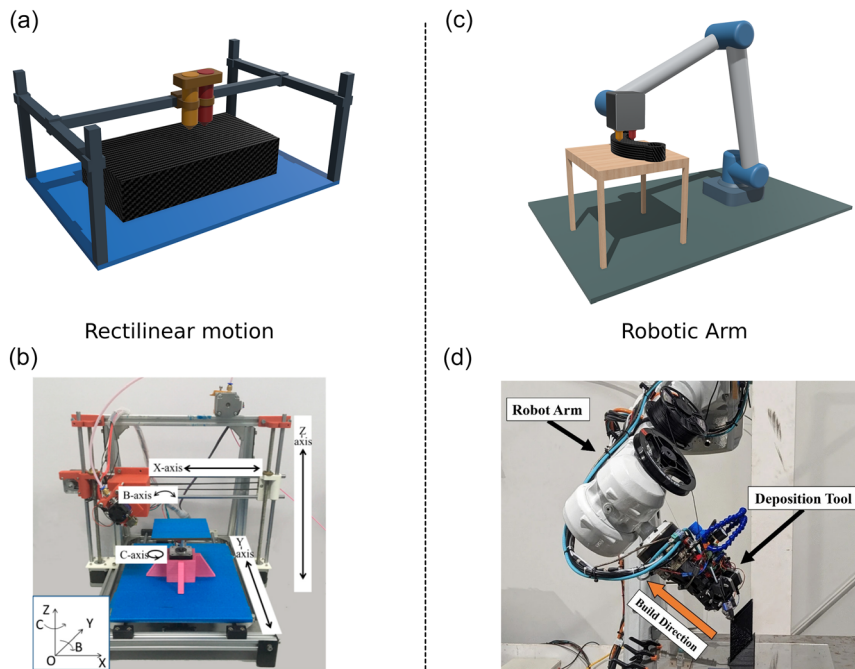 (a)
Rectilinear motion
(b)
Z
axis
X-axis
B-axis
Y
axis
C-axis
Z
C
Y
B
O
X
(c)
Robotic Arm
(d)
Robot Arm
Deposition Tool
Build Direction